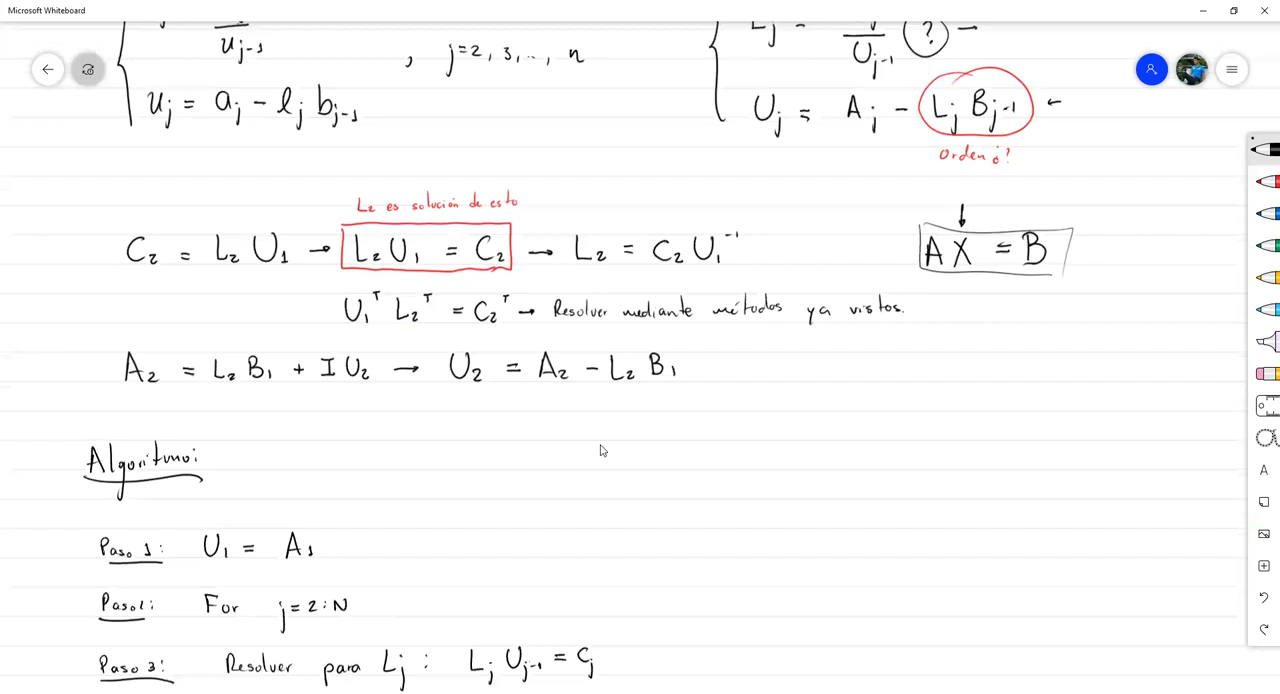 Microsoft Whiteboard
u_{j-1} , j=2, 3, ..., n
u_j = a_j - l_j b_{j-1}
L_j = U_{j-1} (?) -
U_j = A_j - L_j B_{j-1} ←
Orden ¿?
L₂ es solución de esto
C₂ = L₂ U₁ → L₂ U₁ = C₂ → L₂ = C₂ U₁⁻¹
A X = B
U₁ᵀ L₂ᵀ = C₂ᵀ → Resolver mediante métodos ya vistos.
A₂ = L₂ B₁ + I U₂ → U₂ = A₂ - L₂ B₁
Algoritmo:
Paso 1: U₁ = A₁
Paso 2: For j=2:N
Paso 3: Resolver para L_j : L_j U_{j-1} = C_j